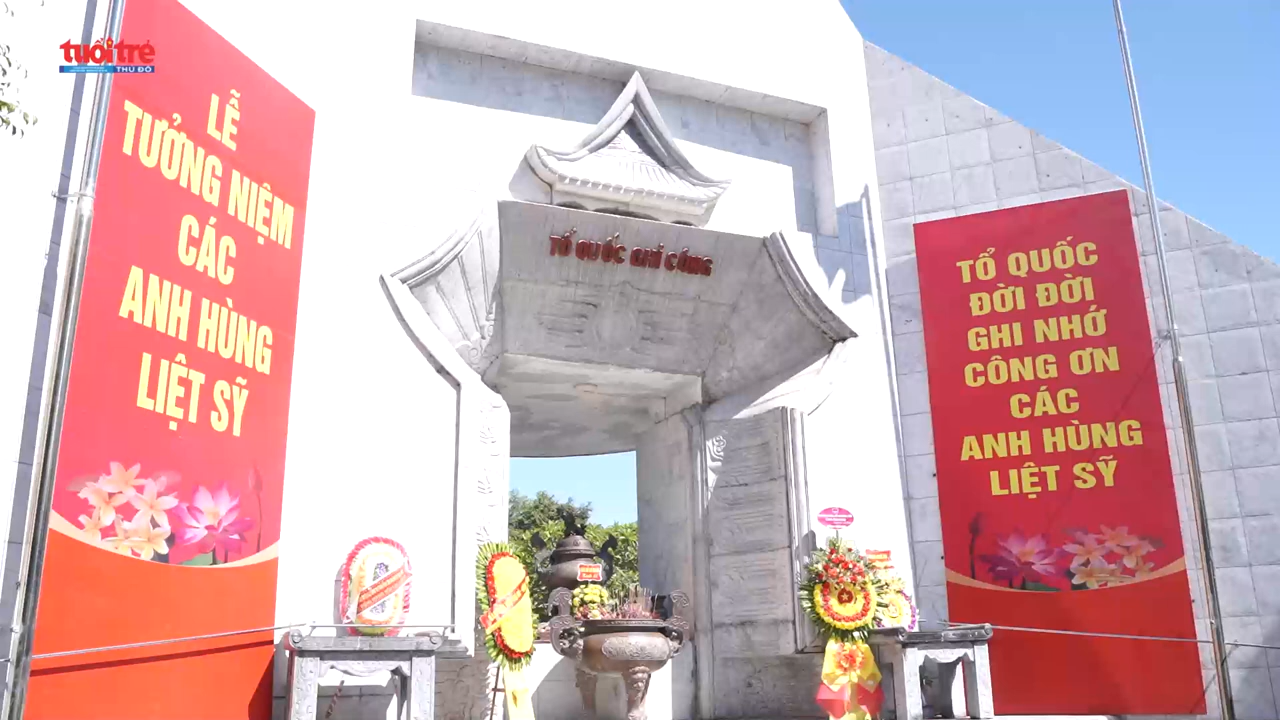 tuổi trẻ
THỦ ĐÔ
LỄ
TƯỞNG NIỆM
CÁC
ANH HÙNG
LIỆT SỸ
TỔ QUỐC GHI CÔNG
TỔ QUỐC
ĐỜI ĐỜI
GHI NHỚ
CÔNG ƠN
CÁC
ANH HÙNG
LIỆT SỸ